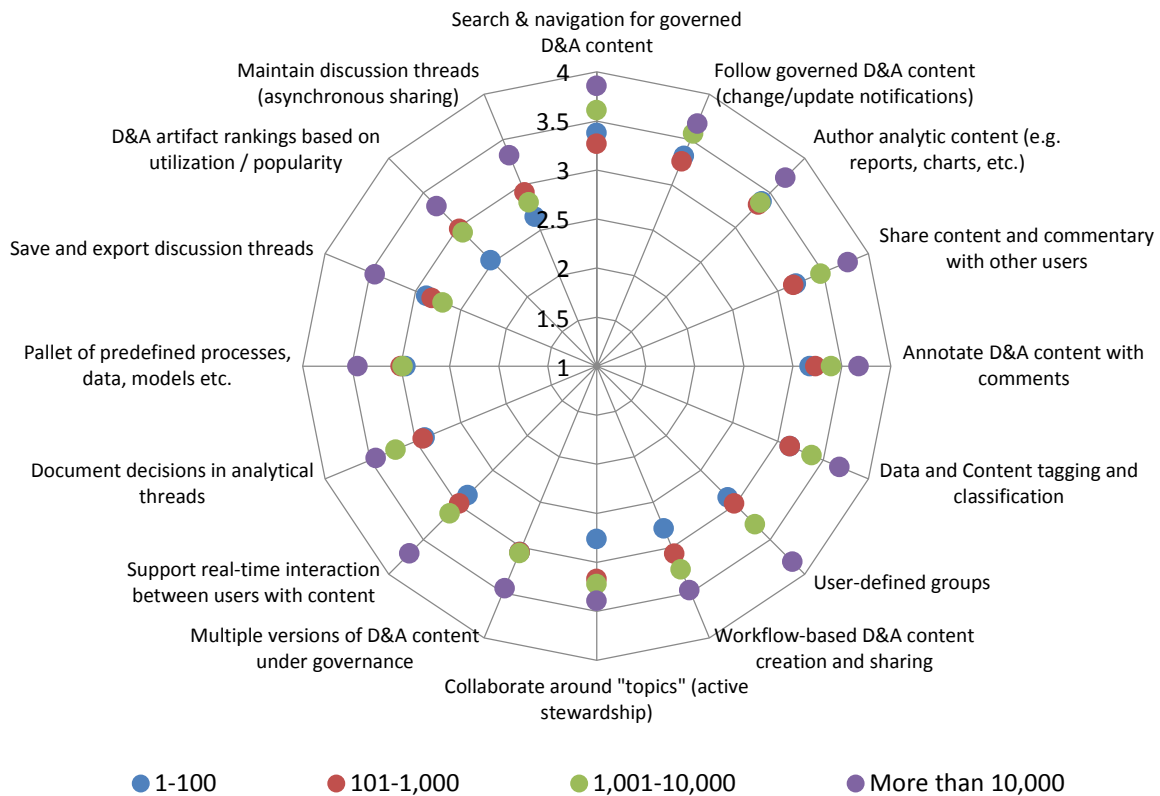 Search & navigation for governed
D&A content
Follow governed D&A content
(change/update notifications)
Author analytic content (e.g.
reports, charts, etc.)
Share content and commentary
with other users
Annotate D&A content with
comments
Data and Content tagging and
classification
User-defined groups
Workflow-based D&A content
creation and sharing
Collaborate around "topics" (active
stewardship)
Multiple versions of D&A content
under governance
Support real-time interaction
between users with content
Document decisions in analytical
threads
Pallet of predefined processes,
data, models etc.
Save and export discussion threads
D&A artifact rankings based on
utilization / popularity
Maintain discussion threads
(asynchronous sharing)
4
3.5
3
2.5
2
1.5
1
1-100
101-1,000
1,001-10,000
More than 10,000